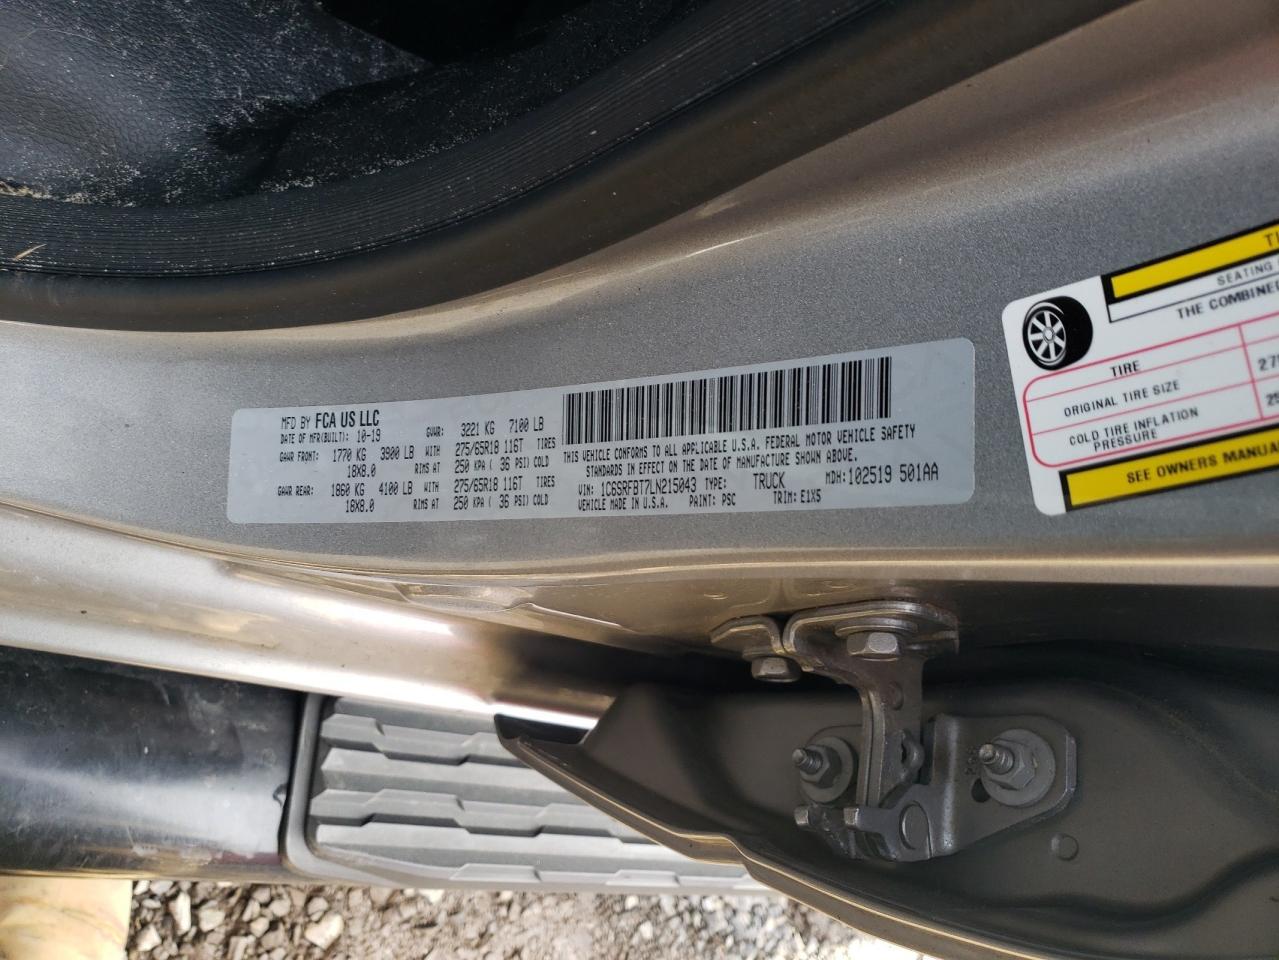 MFD BY FCA US LLC
DATE OF MFR(BUILT): 10-19 GVWR: 3221 KG 7100 LB
GAWR FRONT: 1770 KG 3900 LB WITH 275/65R18 116T TIRES
18X8.0 RIMS AT 250 KPA ( 36 PSI) COLD
GAWR REAR: 1860 KG 4100 LB WITH 275/65R18 116T TIRES
18X8.0 RIMS AT 250 KPA ( 36 PSI) COLD
THIS VEHICLE CONFORMS TO ALL APPLICABLE U.S.A. FEDERAL MOTOR VEHICLE SAFETY
STANDARDS IN EFFECT ON THE DATE OF MANUFACTURE SHOWN ABOVE.
VIN: 1C6SRFBT7LN215043 TYPE: TRUCK MDH: 102519 501AA
VEHICLE MADE IN U.S.A. PAINT: PSC TRIM: E1X5
SEATING
THE COMBINED
TIRE
ORIGINAL TIRE SIZE
COLD TIRE INFLATION
PRESSURE
SEE OWNERS MANUA